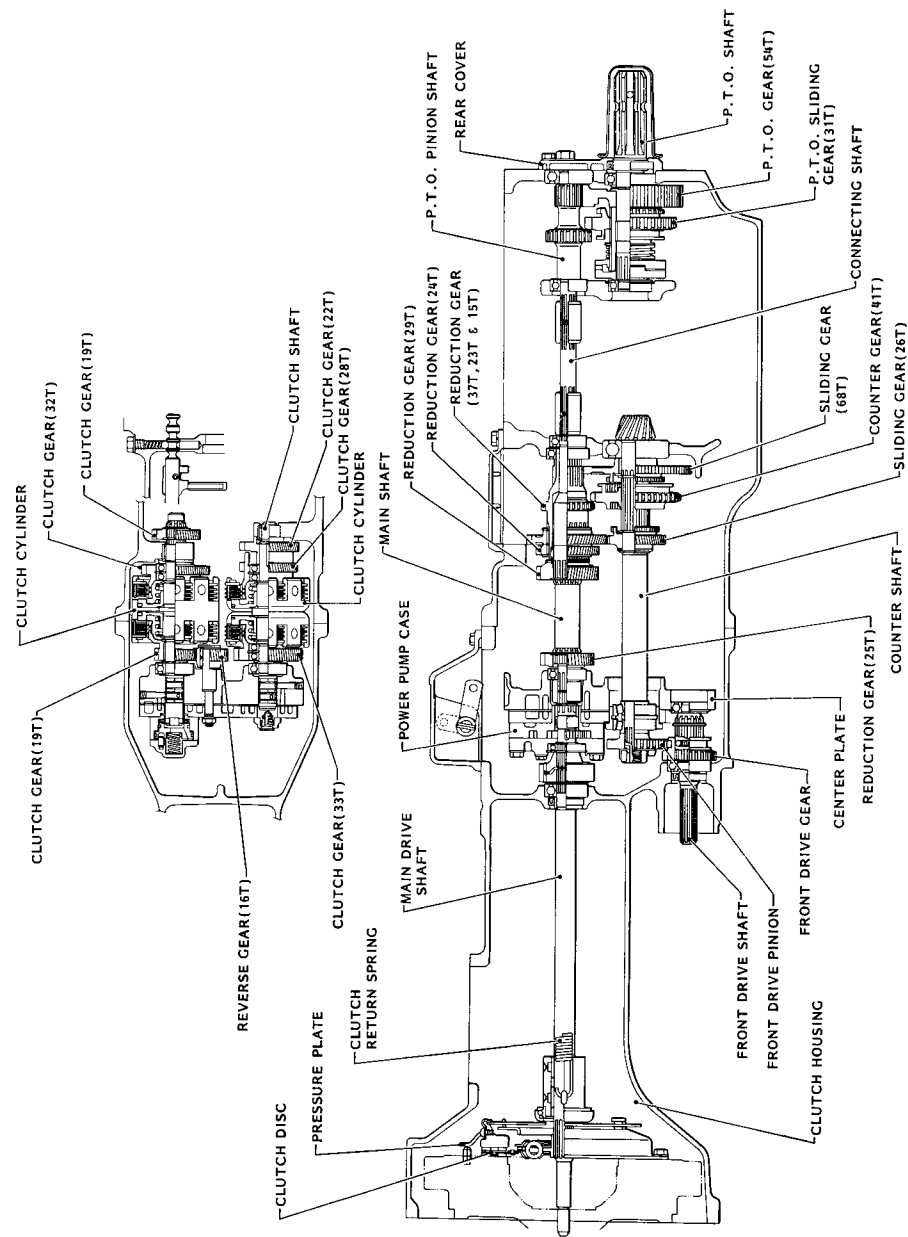 CLUTCH CYLINDER
CLUTCH GEAR(32T)
CLUTCH GEAR(19T)
CLUTCH GEAR(19T)
CLUTCH SHAFT
CLUTCH GEAR(22T)
CLUTCH GEAR(28T)
CLUTCH CYLINDER
CLUTCH GEAR(33T)
REVERSE GEAR(16T)
P.T.O. PINION SHAFT
REAR COVER
P.T.O. SHAFT
P.T.O. GEAR(54T)
P.T.O. SLIDING
GEAR(31T)
CONNECTING SHAFT
REDUCTION GEAR(29T)
REDUCTION GEAR(24T)
REDUCTION GEAR
(37T,23T & 15T)
MAIN SHAFT
SLIDING GEAR
(68T)
COUNTER GEAR(41T)
SLIDING GEAR(26T)
COUNTER SHAFT
REDUCTION GEAR(25T)
CENTER PLATE
POWER PUMP CASE
FRONT DRIVE GEAR
FRONT DRIVE PINION
FRONT DRIVE SHAFT
MAIN DRIVE
SHAFT
CLUTCH
RETURN SPRING
PRESSURE PLATE
CLUTCH DISC
CLUTCH HOUSING